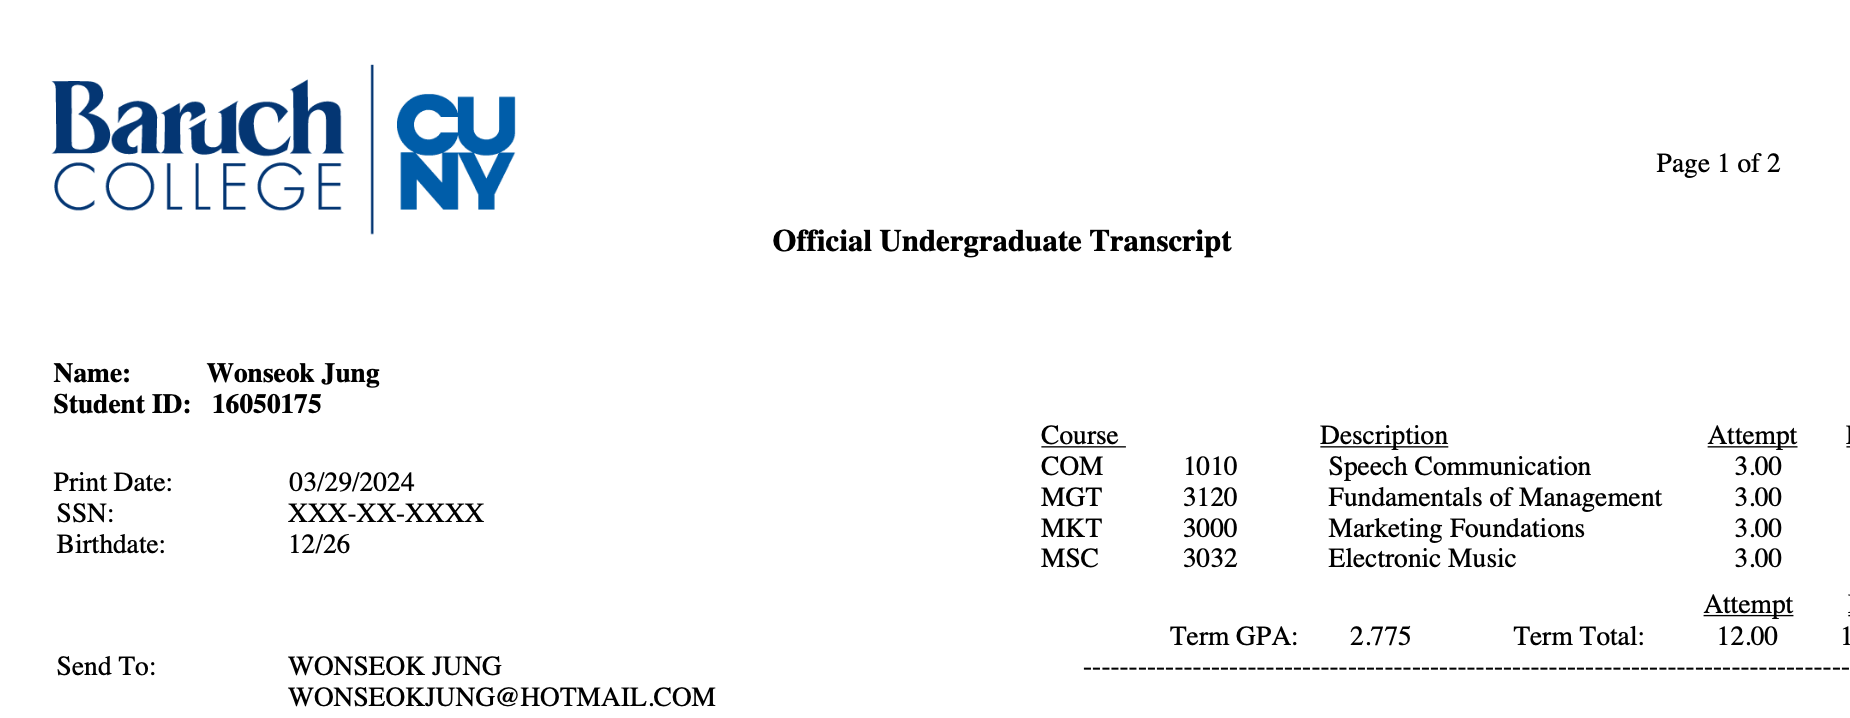 Baruch
COLLEGE
CU
NY
Page 1 of 2
Official Undergraduate Transcript
Name: Wonseok Jung
Student ID: 16050175
Print Date: 03/29/2024
SSN: XXX-XX-XXXX
Birthdate: 12/26
Send To: WONSEOK JUNG
WONSEOKJUNG@HOTMAIL.COM
Course Description Attempt
COM 1010 Speech Communication 3.00
MGT 3120 Fundamentals of Management 3.00
MKT 3000 Marketing Foundations 3.00
MSC 3032 Electronic Music 3.00
Attempt
Term GPA: 2.775 Term Total: 12.00